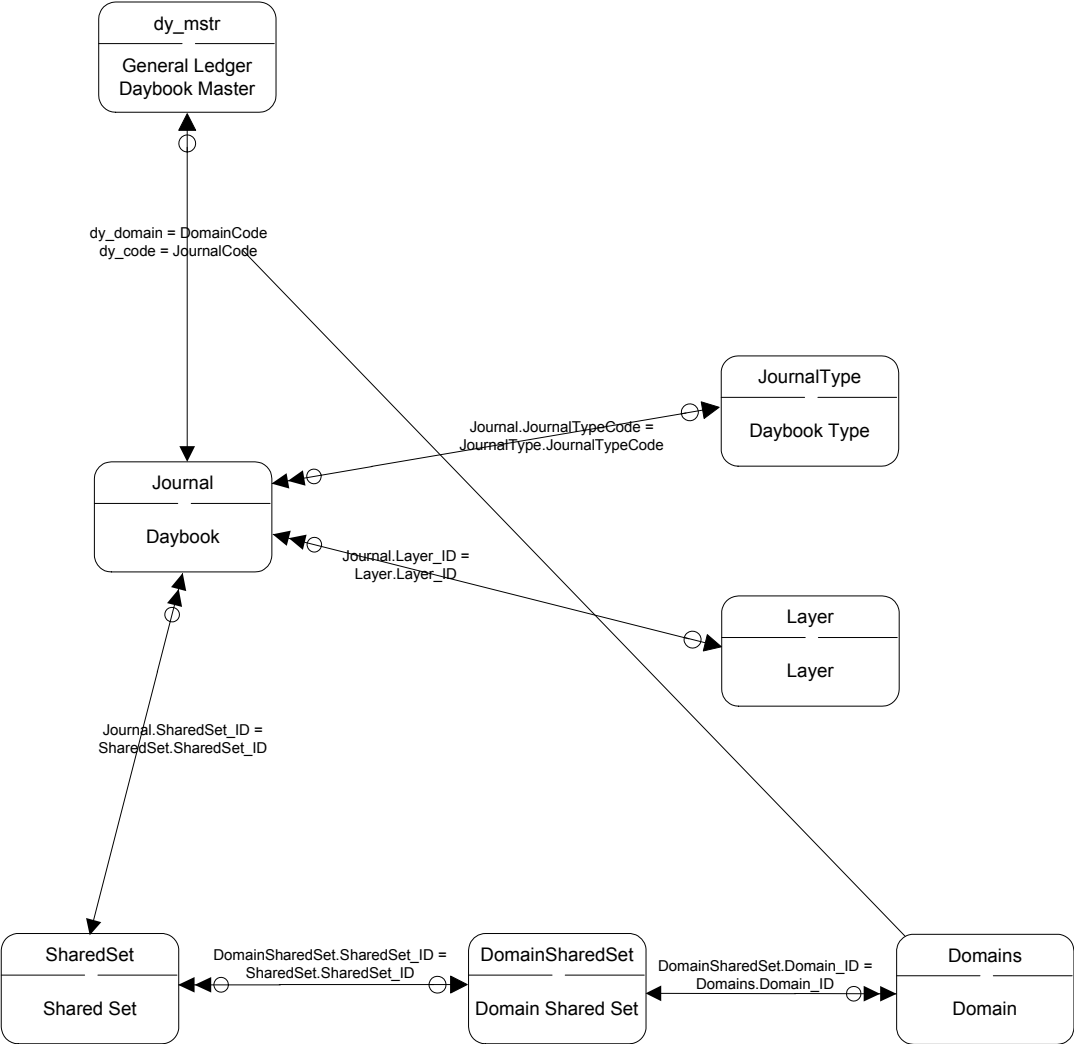 dy_mstr
General Ledger
Daybook Master
dy_domain = DomainCode
dy_code = JournalCode
JournalType
Daybook Type
Journal.JournalTypeCode =
JournalType.JournalTypeCode
Journal
Daybook
Journal.Layer_ID =
Layer.Layer_ID
Layer
Layer
Journal.SharedSet_ID =
SharedSet.SharedSet_ID
SharedSet
Shared Set
DomainSharedSet.SharedSet_ID =
SharedSet.SharedSet_ID
DomainSharedSet
Domain Shared Set
DomainSharedSet.Domain_ID =
Domains.Domain_ID
Domains
Domain